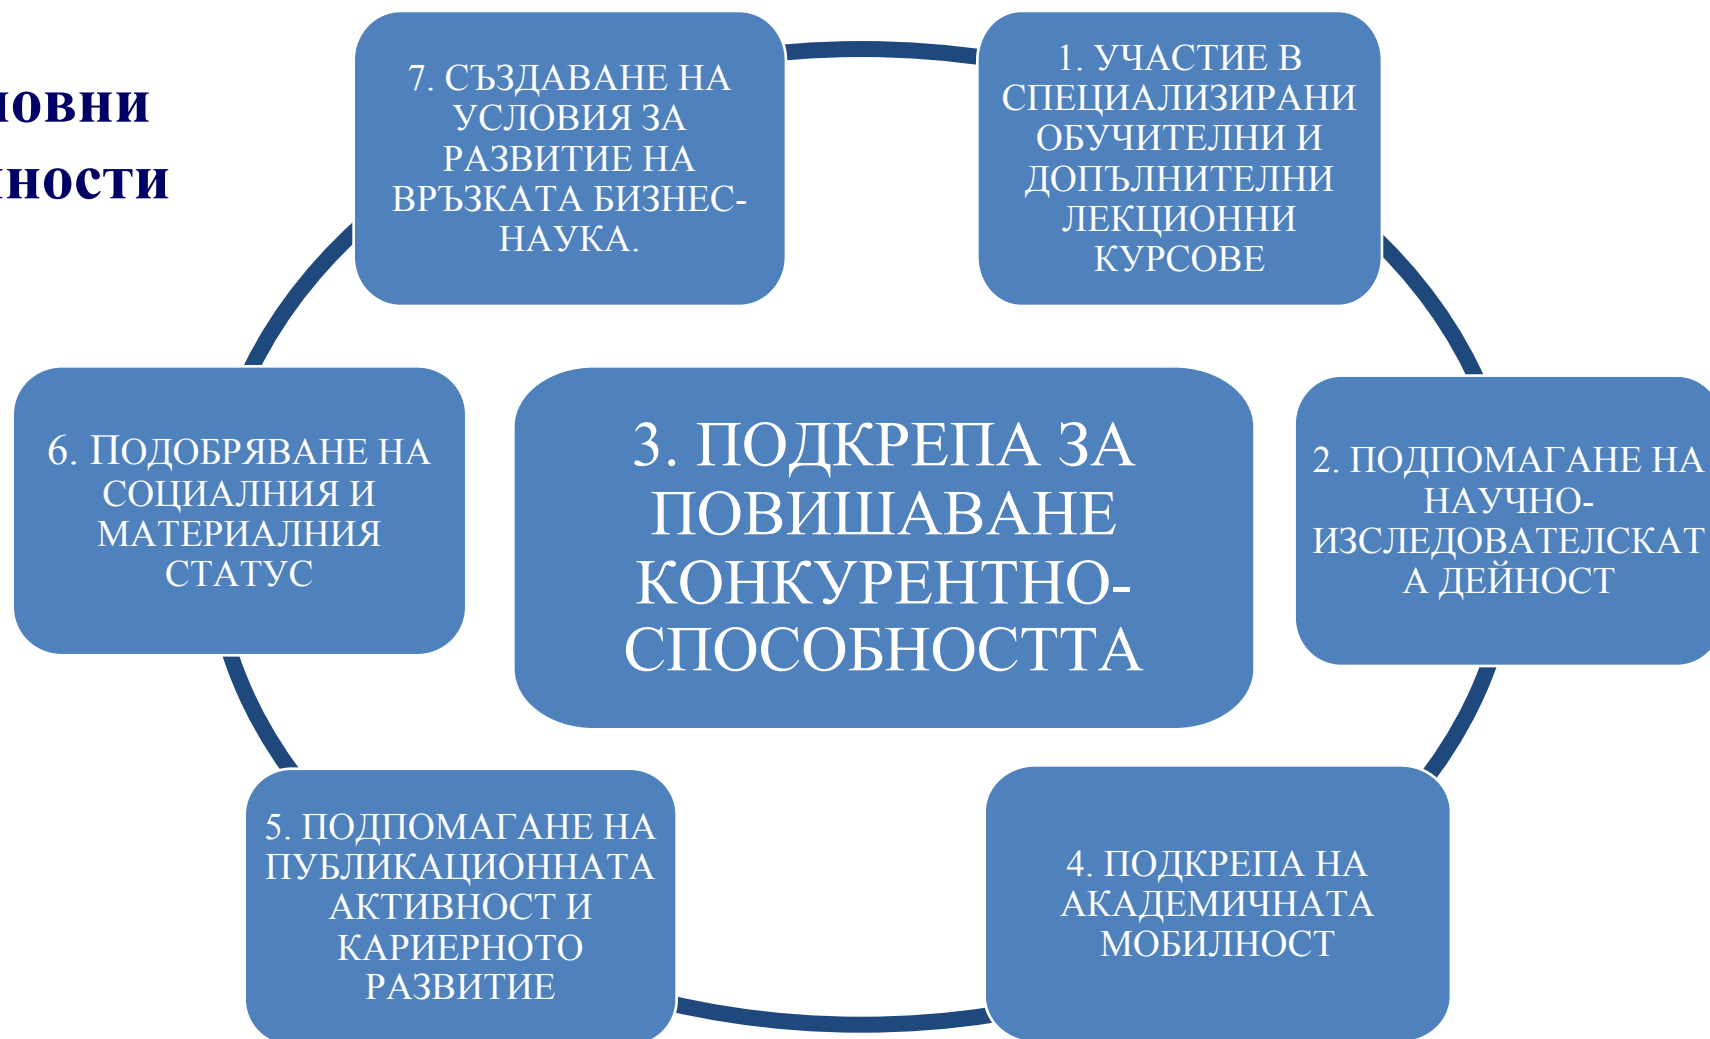 7. СЪЗДАВАНЕ НА
УСЛОВИЯ ЗА
РАЗВИТИЕ НА
ВРЪЗКАТА БИЗНЕС-
НАУКА.
1. УЧАСТИЕ В
СПЕЦИАЛИЗИРАНИ
ОБУЧИТЕЛНИ И
ДОПЪЛНИТЕЛНИ
ЛЕКЦИОННИ
КУРСОВЕ
6. ПОДОБРЯВАНЕ НА
СОЦИАЛНИЯ И
МАТЕРИАЛНИЯ
СТАТУС
3. ПОДКРЕПА ЗА
ПОВИШАВАНЕ
КОНКУРЕНТНО-
СПОСОБНОСТТА
2. ПОДПОМАГАНЕ НА
НАУЧНО-
ИЗСЛЕДОВАТЕЛСКАТ
А ДЕЙНОСТ
5. ПОДПОМАГАНЕ НА
ПУБЛИКАЦИОННАТА
АКТИВНОСТ И
КАРИЕРНОТО
РАЗВИТИЕ
4. ПОДКРЕПА НА
АКАДЕМИЧНАТА
МОБИЛНОСТ